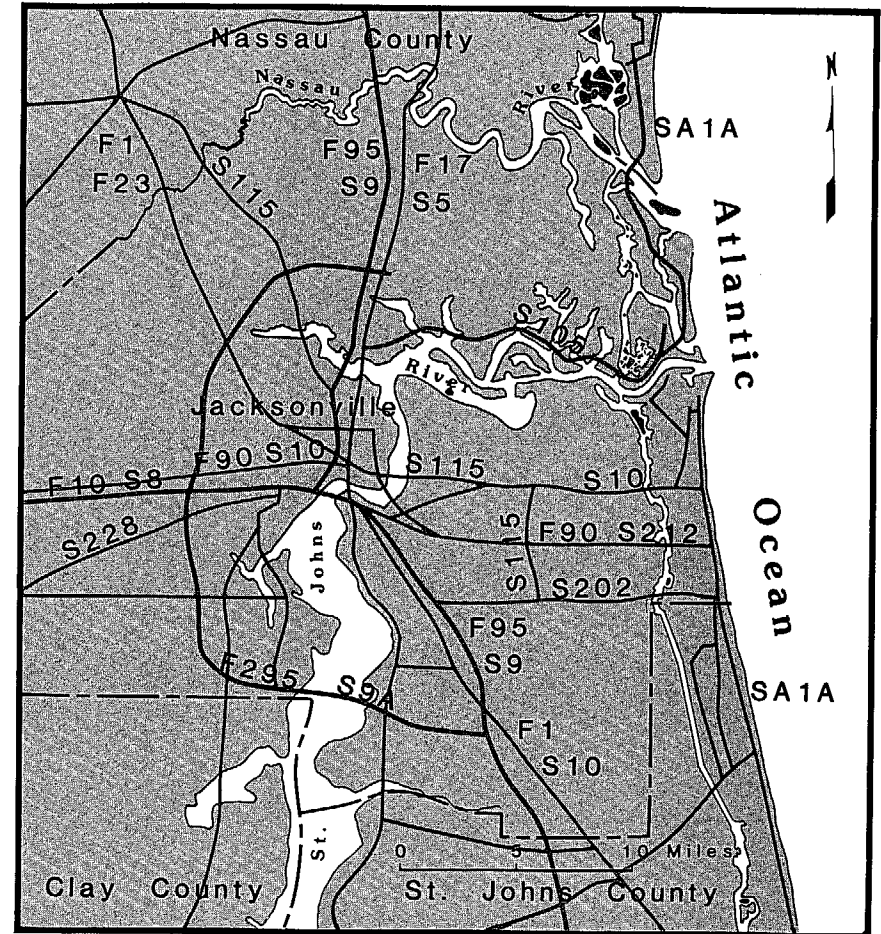 Nassau County
Nassau
River
N
SA1A
F1
F23
S115
F95
S9
F17
S5
Atlantic
S105
River
Jacksonville
F90 S10
S115
S10
F10 S8
S228
Johns
S115
F90 S212
Ocean
S202
F95
S9
F295
S9A
SA1A
F1
S10
St.
0 5 10 Miles
Clay County
St. Johns County